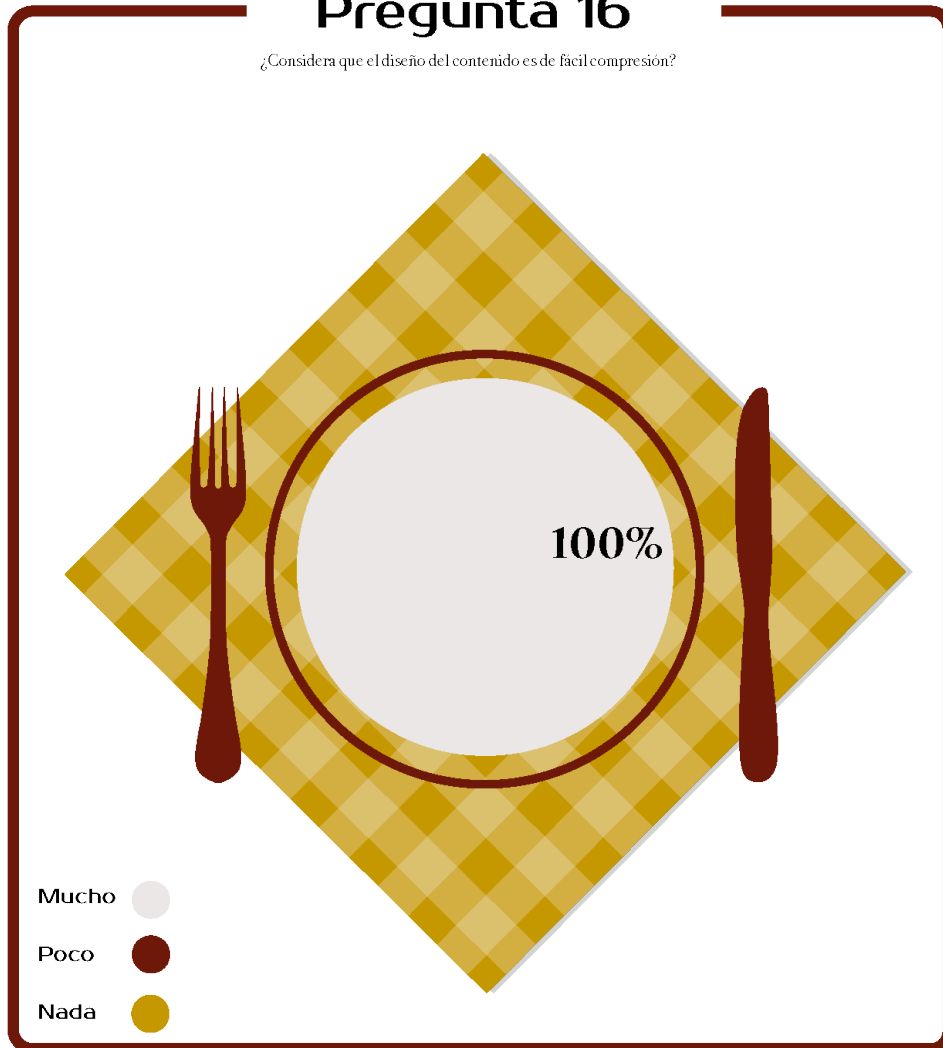 Pregunta 16
¿Considera que el diseño del contenido es de fácil compresión?
100%
Mucho
Poco
Nada